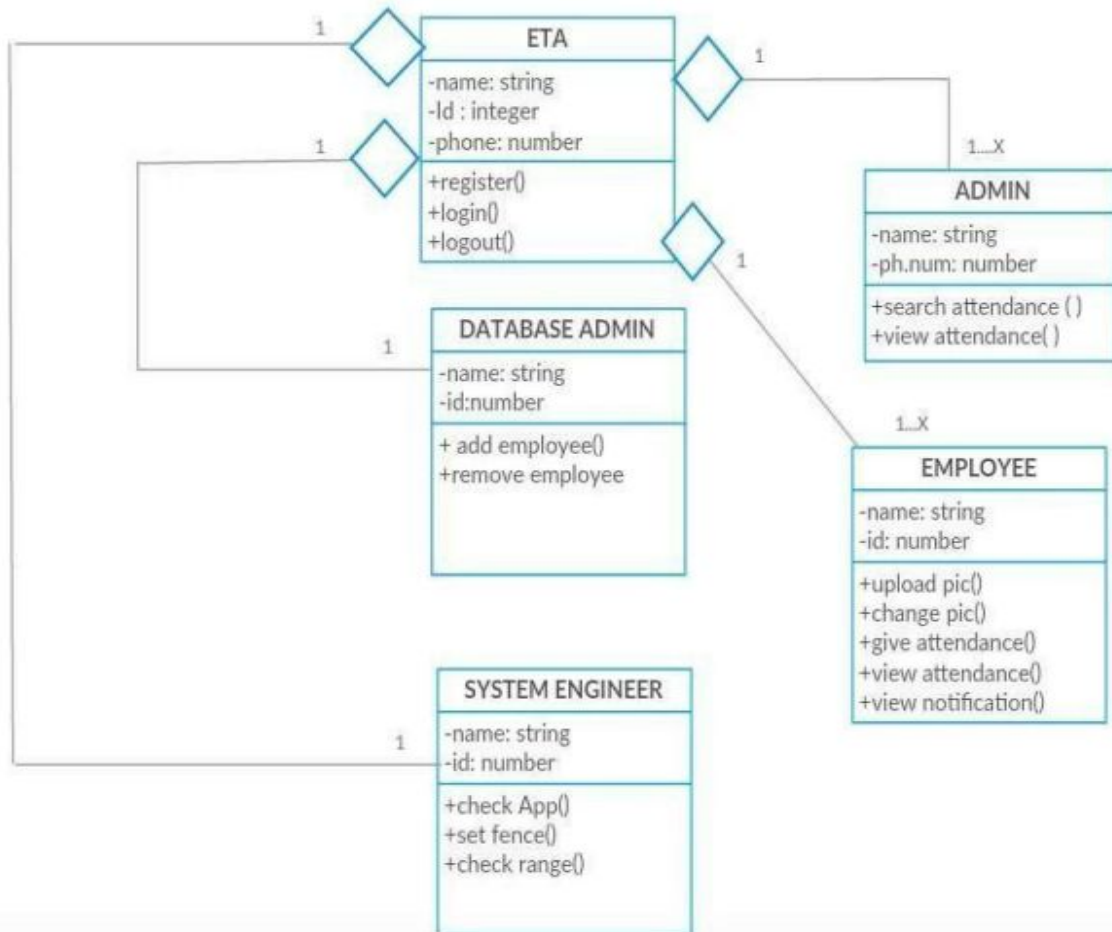 1
ETA
-name: string
-Id : integer
-phone: number
+register()
+login()
+logout()
1
1
1
1...X
ADMIN
-name: string
-ph.num: number
+search attendance ( )
+view attendance( )
1
DATABASE ADMIN
-name: string
-id:number
+ add employee()
+remove employee
1...X
EMPLOYEE
-name: string
-id: number
+upload pic()
+change pic()
+give attendance()
+view attendance()
+view notification()
1
SYSTEM ENGINEER
-name: string
-id: number
+check App()
+set fence()
+check range()